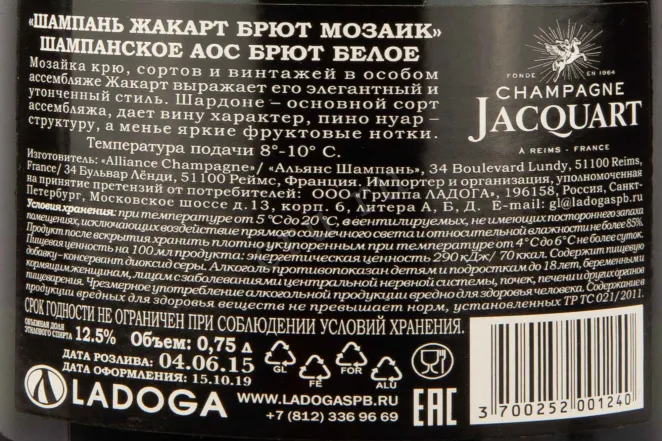 «ШАМПАНЬ ЖАКАРТ БРЮТ МОЗАИК»
ШАМПАНСКОЕ АОС БРЮТ БЕЛОЕ
Мозайка крю, сортов и винтажей в особом
ассембляже Жакарт выражает его элегантный и
утонченный стиль. Шардоне – основной сорт
ассембляжа, дает вину характер, пино нуар –
структуру, а менье яркие фруктовые нотки.
Температура подачи 8°-10° С.
FONDÉ EN 1964
CHAMPAGNE
JACQUART
A REIMS - FRANCE
Изготовитель: «Alliance Champagne»/ «Альянс Шампань», 34 Boulevard Lundy, 51100 Reims,
France/ 34 Бульвар Лёнди, 51100 Реймс, Франция. Импортер и организация, уполномоченная
на принятие претензий от потребителей: ООО «Группа ЛАДОГА», 196158, Россия, Санкт-
Петербург, Московское шоссе д.13, корп. 6, литера А, Б, Д. E-mail: gl@ladogaspb.ru
Условия хранения: при температуре от 5°С до 20°С, в вентилируемых, не имеющих постороннего запаха
помещениях, исключающих воздействие прямого солнечного света и относительной влажности не более 85%.
Продукт после вскрытия хранить плотно укупоренным при температуре от 4°С до 6°С не более суток.
Пищевая ценность на 100 мл продукта: энергетическая ценность 290 кДж/ 70 ккал. Содержит пищевую
добавку–консервант диоксид серы. Алкоголь противопоказан детям и подросткам до 18 лет, беременным и
кормящим женщинам, лицам с заболеваниями центральной нервной системы, почек, печени и других органов
пищеварения. Чрезмерное употребление алкогольной продукции вредно для здоровья человека. Содержание в
продукции вредных для здоровья веществ не превышает норм, установленных ТР ТС 021/2011.
СРОК ГОДНОСТИ НЕ ОГРАНИЧЕН ПРИ СОБЛЮДЕНИИ УСЛОВИЙ ХРАНЕНИЯ.
ОБЪЕМНАЯ ДОЛЯ
ЭТИЛОВОГО СПИРТА 12.5% Объем: 0,75 Л
ДАТА РОЗЛИВА: 04.06.15
ДАТА ОФОРМЛЕНИЯ: 15.10.19
GL
FE
FOR
ALU
LADOGA
WWW.LADOGASPB.RU
+7 (812) 336 96 69
EAC
3 700252 001240